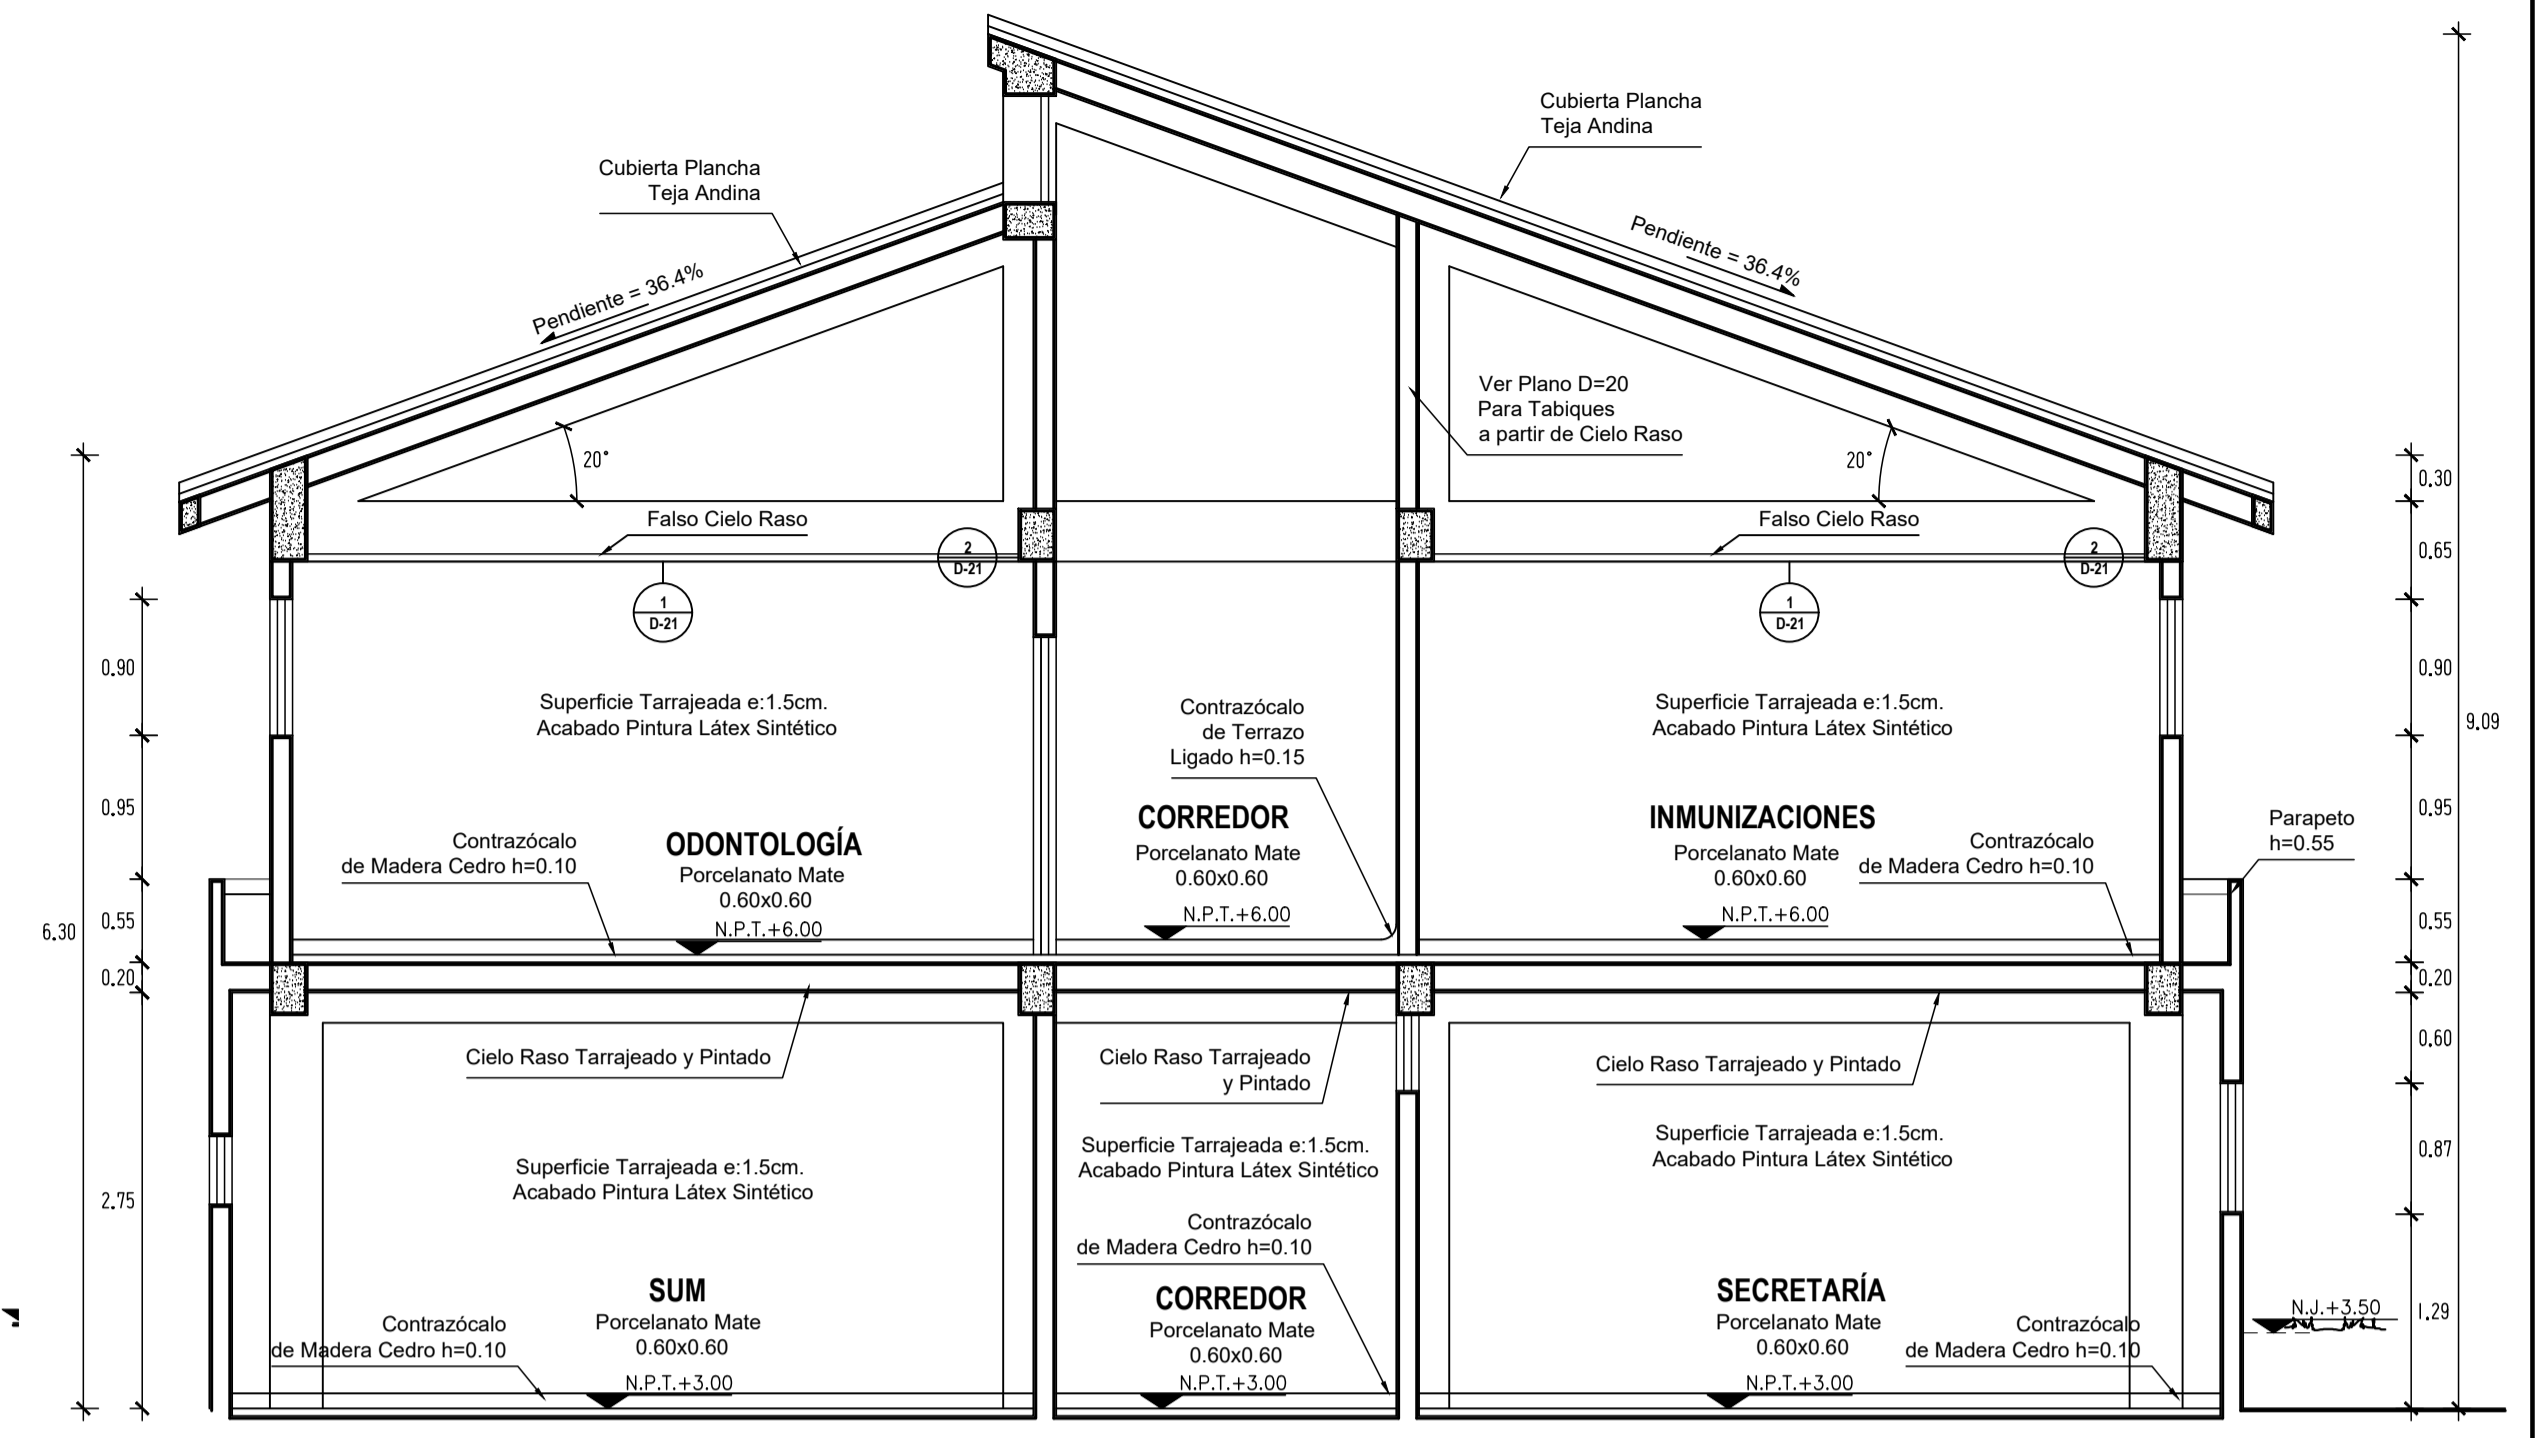 Cubierta Plancha
Teja Andina
Cubierta Plancha
Teja Andina
Pendiente = 36.4%
Pendiente = 36.4%
Ver Plano D=20
Para Tabiques
a partir de Cielo Raso
20°
20°
Falso Cielo Raso
Falso Cielo Raso
2
D-21
2
D-21
1
D-21
1
D-21
0.30
0.65
0.90
0.90
9.09
Superficie Tarrajeada e:1.5cm.
Acabado Pintura Látex Sintético
Contrazócalo
de Terrazo
Ligado h=0.15
Superficie Tarrajeada e:1.5cm.
Acabado Pintura Látex Sintético
0.95
0.95
Contrazócalo
de Madera Cedro h=0.10
ODONTOLOGÍA
Porcelanato Mate
0.60x0.60
N.P.T.+6.00
CORREDOR
Porcelanato Mate
0.60x0.60
N.P.T.+6.00
INMUNIZACIONES
Porcelanato Mate
0.60x0.60
N.P.T.+6.00
Contrazócalo
de Madera Cedro h=0.10
Parapeto
h=0.55
6.30
0.55
0.55
0.20
0.20
Cielo Raso Tarrajeado y Pintado
Cielo Raso Tarrajeado
y Pintado
Cielo Raso Tarrajeado y Pintado
0.60
Superficie Tarrajeada e:1.5cm.
Acabado Pintura Látex Sintético
Superficie Tarrajeada e:1.5cm.
Acabado Pintura Látex Sintético
Superficie Tarrajeada e:1.5cm.
Acabado Pintura Látex Sintético
0.87
2.75
Contrazócalo
de Madera Cedro h=0.10
SUM
Porcelanato Mate
0.60x0.60
N.P.T.+3.00
Contrazócalo
de Madera Cedro h=0.10
CORREDOR
Porcelanato Mate
0.60x0.60
N.P.T.+3.00
SECRETARÍA
Porcelanato Mate
0.60x0.60
N.P.T.+3.00
Contrazócalo
de Madera Cedro h=0.10
N.J.+3.50
1.29